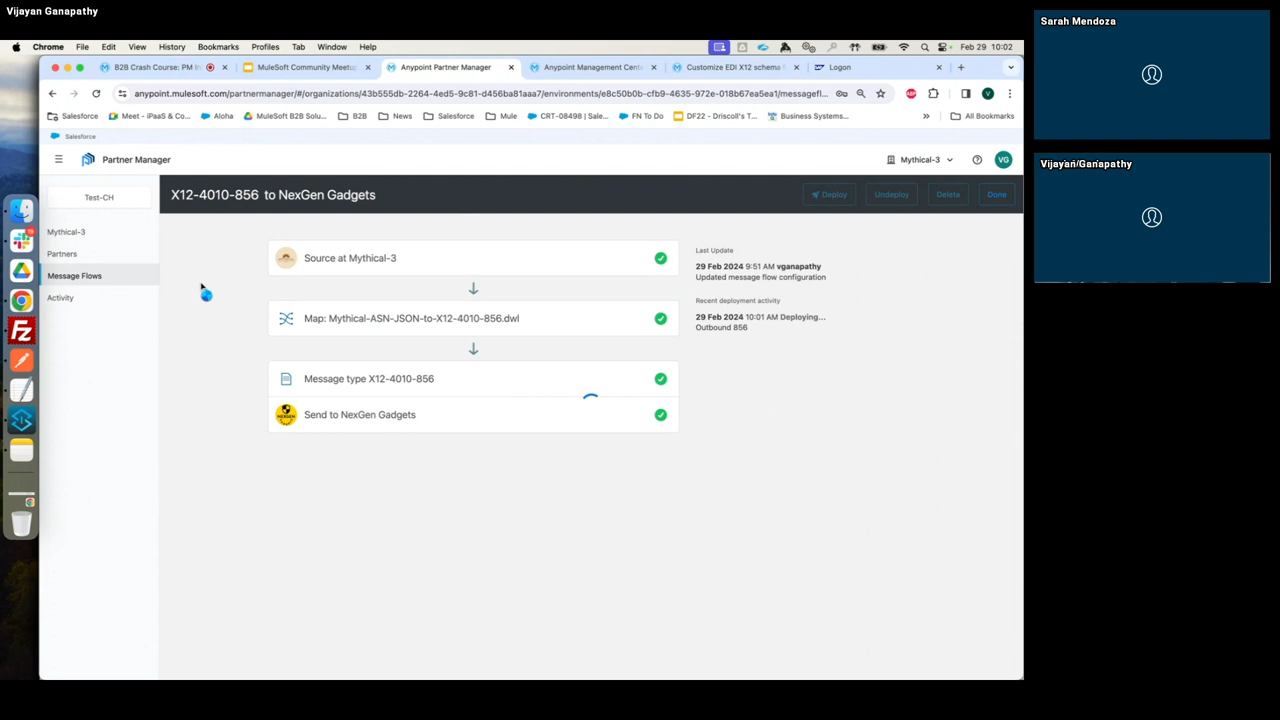 Vijayan Ganapathy
Sarah Mendoza
Vijayan Ganapathy
Chrome File Edit View History Bookmarks Profiles Tab Window Help
Feb 29 10:02
B2B Crash Course: PM In
MuleSoft Community Meetup
Anypoint Partner Manager
Anypoint Management Cente
Customize EDI X12 schema
Logon
anypoint.mulesoft.com/partnermanager/#/organizations/43b555db-2264-4ed5-9c81-d456ba81aaa7/environments/e8c50b0b-cfb9-4635-972e-018b67ea5ea1/messagefl...
Salesforce Meet - iPaaS & Co... Aloha MuleSoft B2B Solu... B2B News Salesforce Mule CRT-08498 | Sale... FN To Do DF22 - Driscoll's T... Business Systems... » All Bookmarks
Salesforce
Partner Manager
Mythical-3
VG
Test-CH
X12-4010-856 to NexGen Gadgets
Deploy
Undeploy
Delete
Done
Mythical-3
Partners
Message Flows
Activity
Source at Mythical-3
Map: Mythical-ASN-JSON-to-X12-4010-856.dwl
Message type X12-4010-856
Send to NexGen Gadgets
Last Update
29 Feb 2024 9:51 AM vganapathy
Updated message flow configuration
Recent deployment activity
29 Feb 2024 10:01 AM Deploying...
Outbound 856